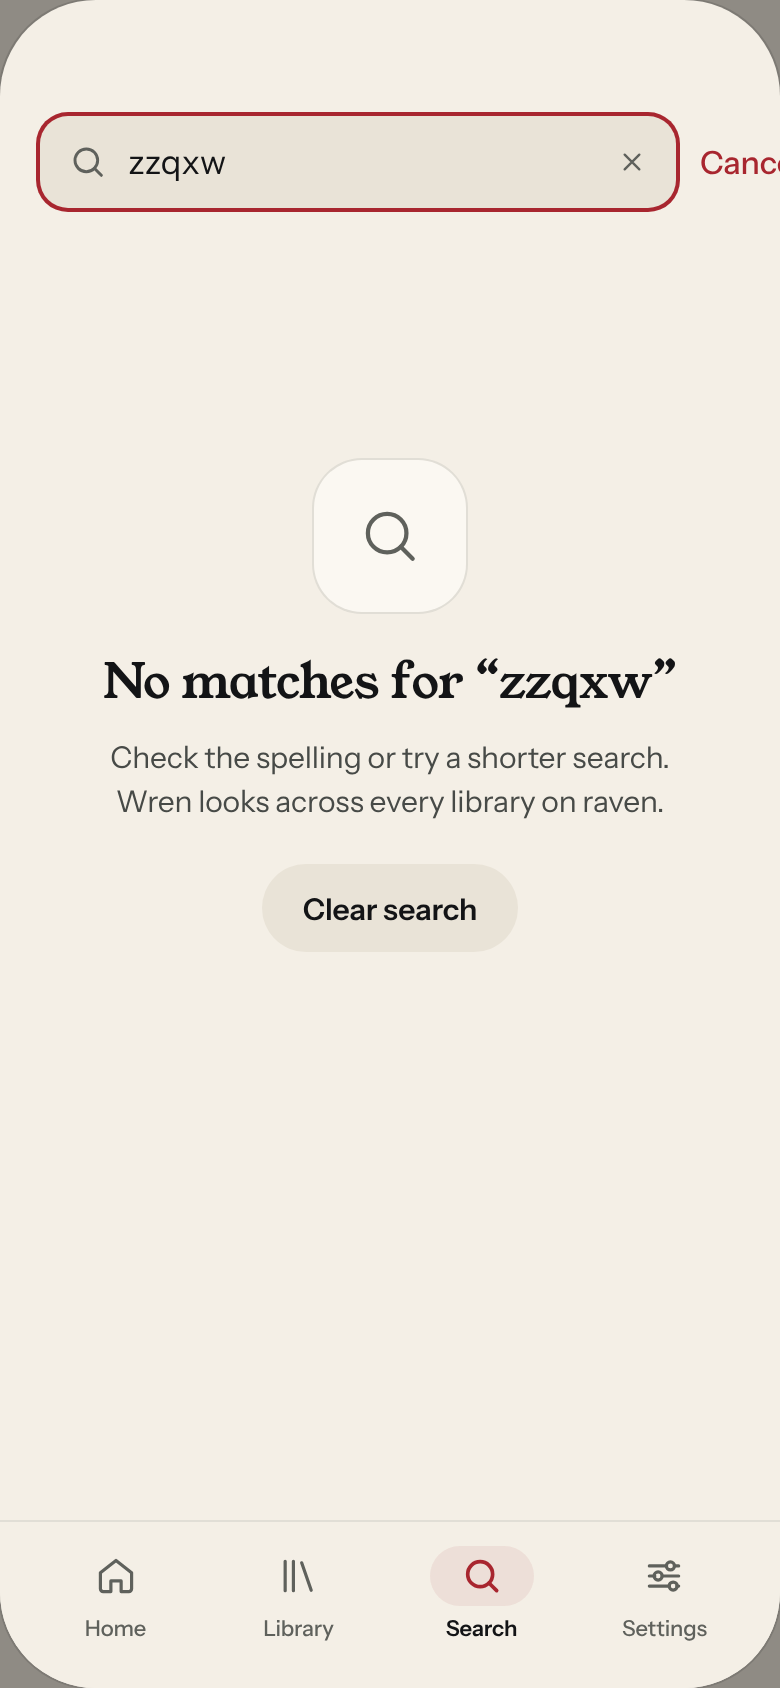 zzqxw
Canc
No matches for “zzqxw”
Check the spelling or try a shorter search.
Wren looks across every library on raven.
Clear search
Home
Library
Search
Settings